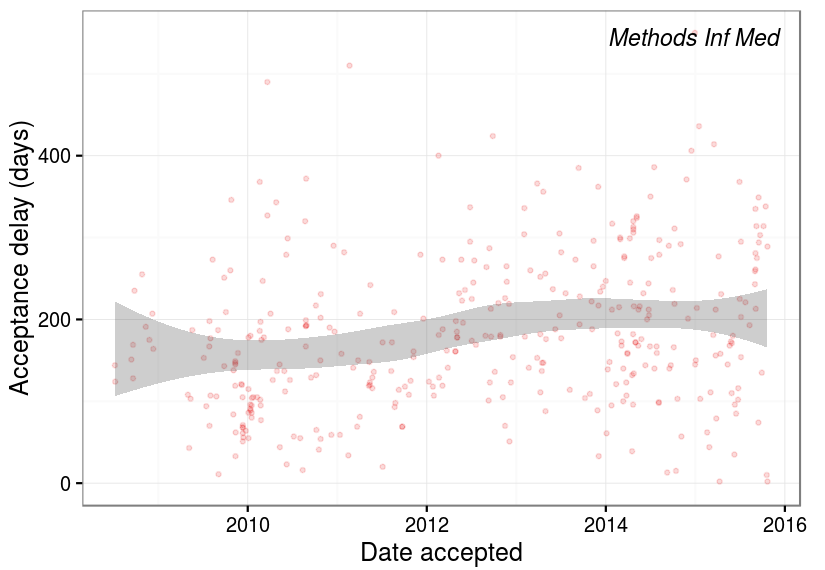 Methods Inf Med
Acceptance delay (days)
400
200
0
2010 2012 2014 2016
Date accepted